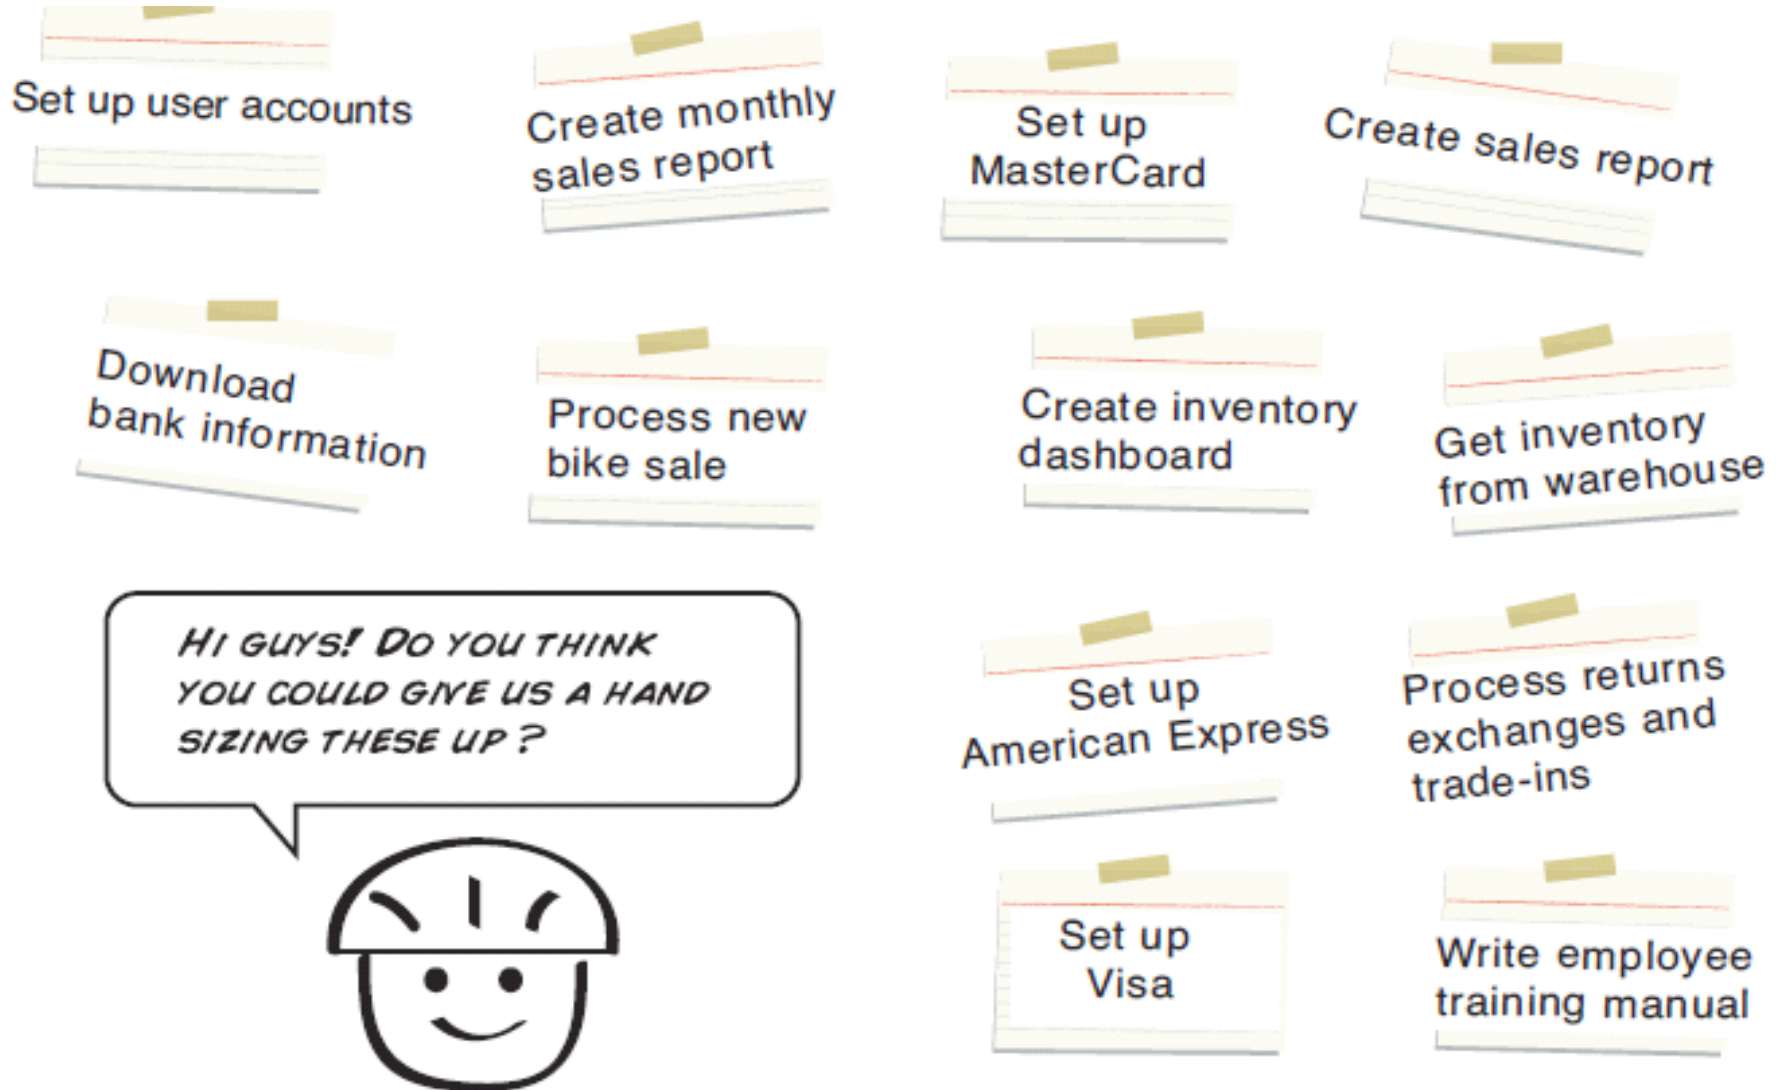 Set up user accounts
Create monthly
sales report
Set up
MasterCard
Create sales report
Download
bank information
Process new
bike sale
Create inventory
dashboard
Get inventory
from warehouse
HI GUYS! DO YOU THINK
YOU COULD GIVE US A HAND
SIZING THESE UP?
Set up
American Express
Process returns
exchanges and
trade-ins
Set up
Visa
Write employee
training manual